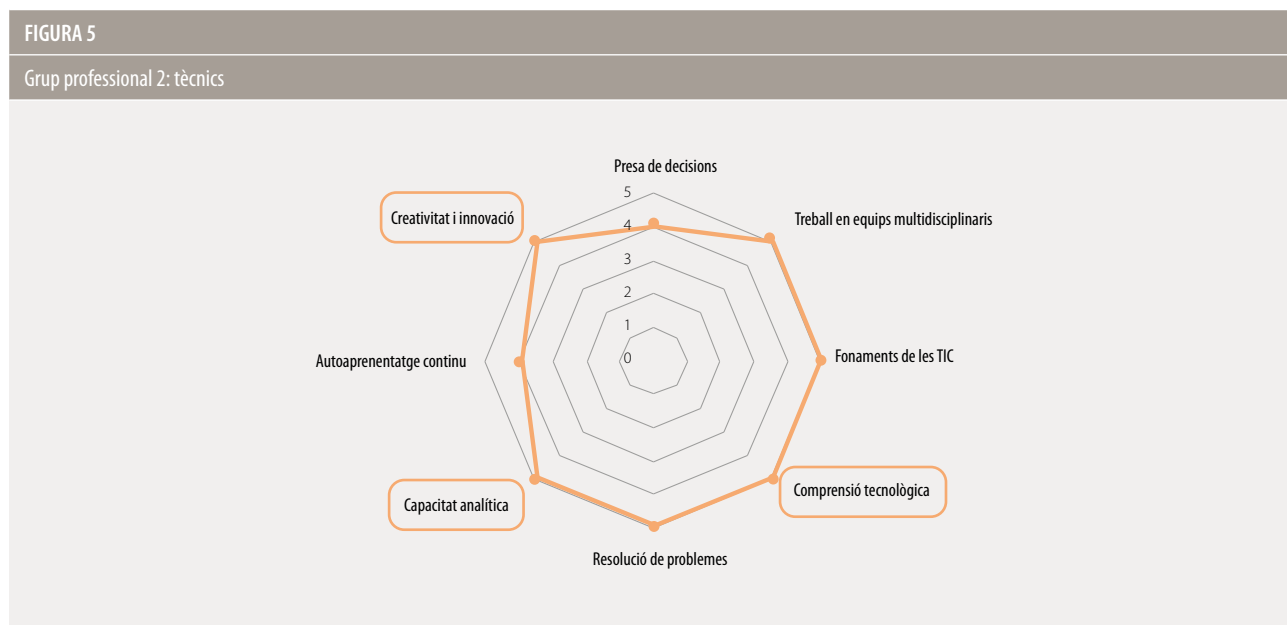 FIGURA 5
Grup professional 2: tècnics
Presa de decisions
5
Creativitat i innovació
Treball en equips multidisciplinaris
4
3
2
1
0
Autoaprenentatge continu
Fonaments de les TIC
Capacitat analítica
Comprensió tecnològica
Resolució de problemes